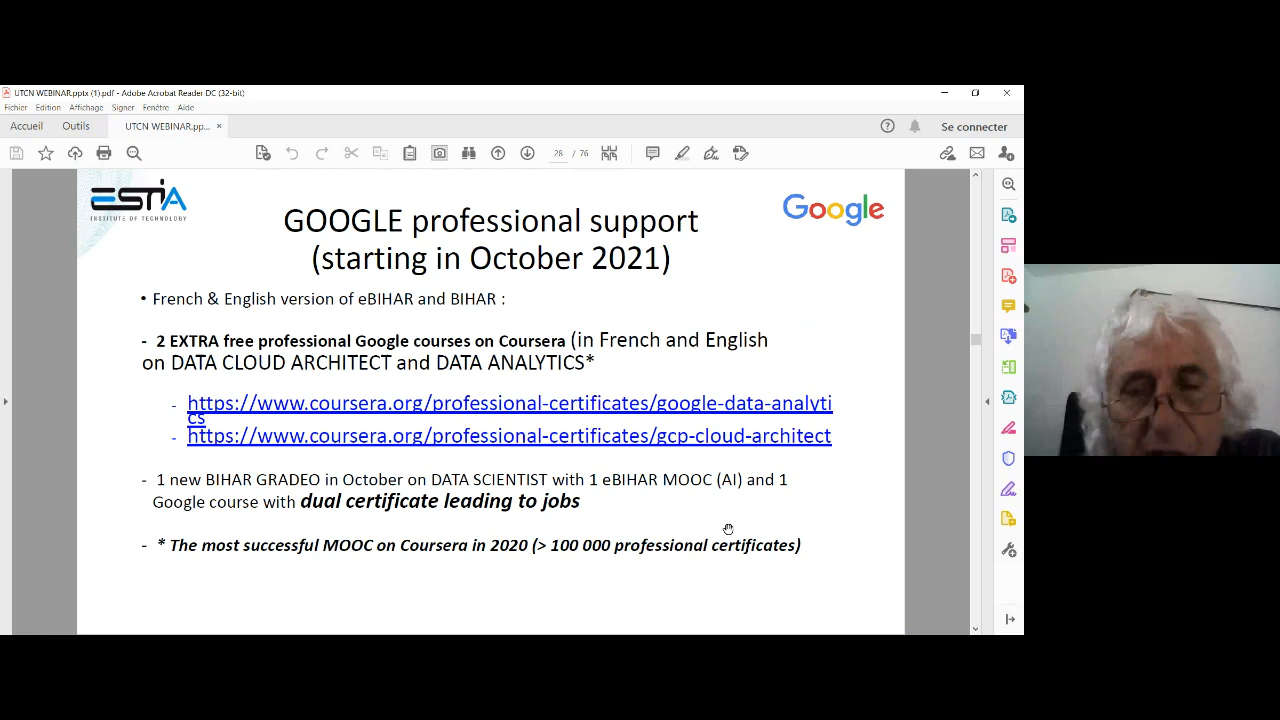 UTCN WEBINAR.pptx (1).pdf - Adobe Acrobat Reader DC (32-bit)
Fichier Edition Affichage Signer Fenêtre Aide
Accueil Outils UTCN WEBINAR.pp... × Se connecter
28 / 76
ESTIA
INSTITUTE OF TECHNOLOGY
Google
GOOGLE professional support
(starting in October 2021)
• French & English version of eBIHAR and BIHAR :
- 2 EXTRA free professional Google courses on Coursera (in French and English
on DATA CLOUD ARCHITECT and DATA ANALYTICS*
- https://www.coursera.org/professional-certificates/google-data-analyti
cs
- https://www.coursera.org/professional-certificates/gcp-cloud-architect
- 1 new BIHAR GRADEO in October on DATA SCIENTIST with 1 eBIHAR MOOC (AI) and 1
Google course with dual certificate leading to jobs
- * The most successful MOOC on Coursera in 2020 (> 100 000 professional certificates)